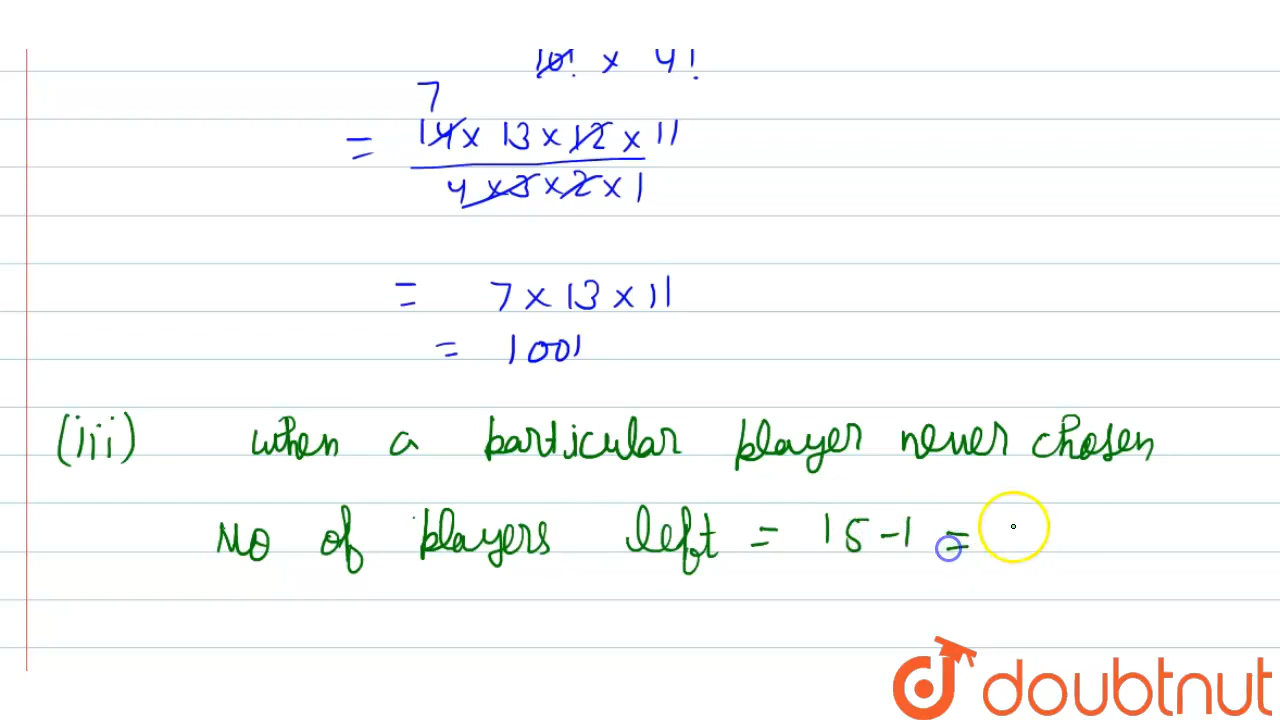 10! × 4!
7
= 14 × 13 × 12 × 11
4 × 3 × 2 × 1
= 7 × 13 × 11
= 1001
(iii) when a particular player never chosen
No of players left = 15 - 1 =
doubtnut